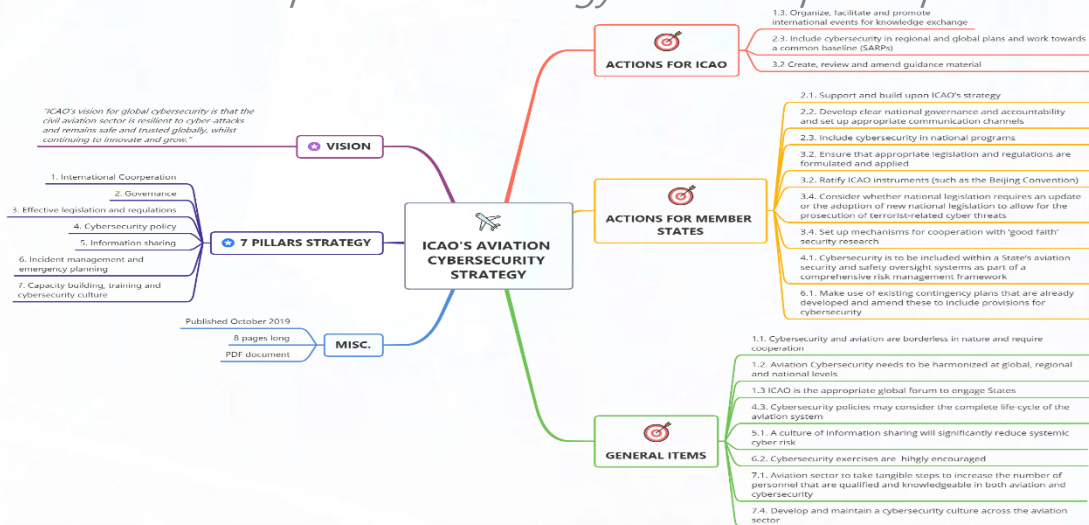 ICAO'S AVIATION
CYBERSECURITY
STRATEGY
VISION
"ICAO's vision for global cybersecurity is that the
civil aviation sector is resilient to cyber-attacks
and remains safe and trusted globally, whilst
continuing to innovate and grow."
7 PILLARS STRATEGY
1. International Coorperation
2. Governance
3. Effective legislation and regulations
4. Cybersecurity policy
5. Information sharing
6. Incident management and
emergency planning
7. Capacity building, training and
cybersecurity culture
MISC.
Published October 2019
8 pages long
PDF document
ACTIONS FOR ICAO
1.3. Organize, facilitate and promote
international events for knowledge exchange
2.3. Include cybersecurity in regional and global plans and work towards
a common baseline (SARPs)
3.2 Create, review and amend guidance material
ACTIONS FOR MEMBER
STATES
2.1. Support and build upon ICAO's strategy
2.2. Develop clear national governance and accountability
and set up appropriate communication channels
2.3. Include cybersecurity in national programs
3.2. Ensure that appropriate legislation and regulations are
formulated and applied
3.2. Ratify ICAO instruments (such as the Beijing Convention)
3.4. Consider whether national legislation requires an update
or the adoption of new national legislation to allow for the
prosecution of terrorist-related cyber threats
3.4. Set up mechanisms for cooperation with 'good faith'
security research
4.1. Cybersecurity is to be included within a State's aviation
security and safety oversight systems as part of a
comprehensive risk management framework
6.1. Make use of existing contingency plans that are already
developed and amend these to include provisions for
cybersecurity
GENERAL ITEMS
1.1. Cybersecurity and aviation are borderless in nature and require
cooperation
1.2. Aviation Cybersecurity needs to be harmonized at global, regional
and national levels
1.3 ICAO is the appropriate global forum to engage States
4.3. Cybersecurity policies may consider the complete life-cycle of the
aviation system
5.1. A culture of information sharing will significantly reduce systemic
cyber risk
6.2. Cybersecurity exercises are hihgly encouraged
7.1. Aviation sector to take tangible steps to increase the number of
personnel that are qualified and knowledgeable in both aviation and
cybersecurity
7.4. Develop and maintain a cybersecurity culture across the aviation
sector